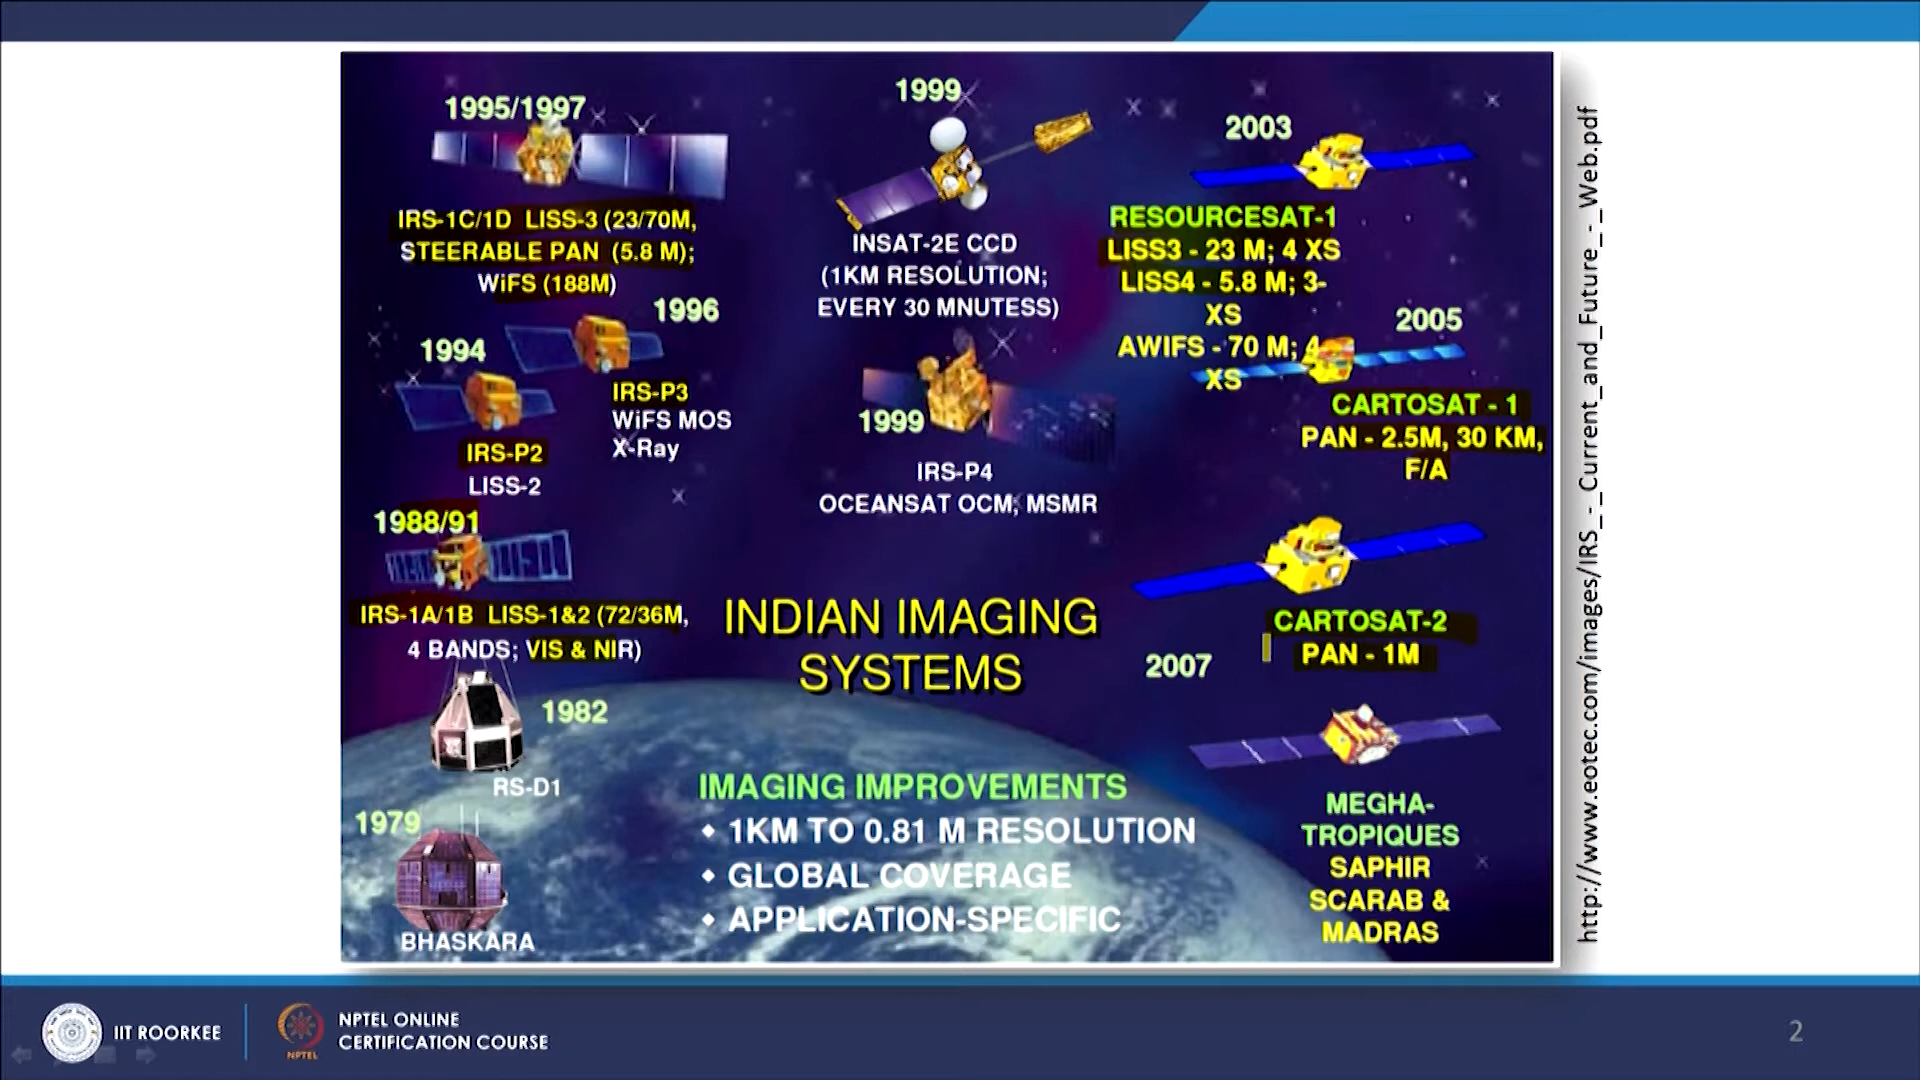 1995/1997
IRS-1C/1D LISS-3 (23/70M,
STEERABLE PAN (5.8 M);
WiFS (188M)
1996
IRS-P3
WiFS MOS
X-Ray
1994
IRS-P2
LISS-2
1988/91
IRS-1A/1B LISS-1&2 (72/36M,
4 BANDS; VIS & NIR)
1982
RS-D1
1979
BHASKARA
1999
INSAT-2E CCD
(1KM RESOLUTION;
EVERY 30 MNUTESS)
1999
IRS-P4
OCEANSAT OCM; MSMR
INDIAN IMAGING
SYSTEMS
IMAGING IMPROVEMENTS
• 1KM TO 0.81 M RESOLUTION
• GLOBAL COVERAGE
• APPLICATION-SPECIFIC
2003
RESOURCESAT-1
LISS3 - 23 M; 4 XS
LISS4 - 5.8 M; 3-
XS
AWIFS - 70 M; 4
XS
2005
CARTOSAT - 1
PAN - 2.5M, 30 KM,
F/A
CARTOSAT-2
PAN - 1M
2007
MEGHA-
TROPIQUES
SAPHIR
SCARAB &
MADRAS
http://www.eotec.com/images/IRS_-_Current_and_Future_-_Web.pdf
IIT ROORKEE
NPTEL
NPTEL ONLINE
CERTIFICATION COURSE
2